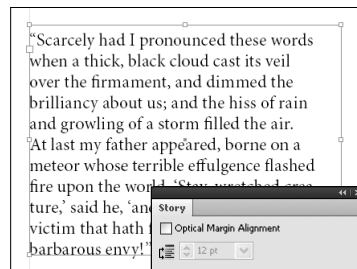 “Scarcely had I pronounced these words
when a thick, black cloud cast its veil
over the firmament, and dimmed the
brilliancy about us; and the hiss of rain
and growling of a storm filled the air.
At last my father appeared, borne on a
meteor whose terrible effulgence flashed
fire upon the world. ‘Stay, wretched crea-
ture,’ said he, ‘and
victim that hath
barbarous envy!’
Story
Optical Margin Alignment
12 pt